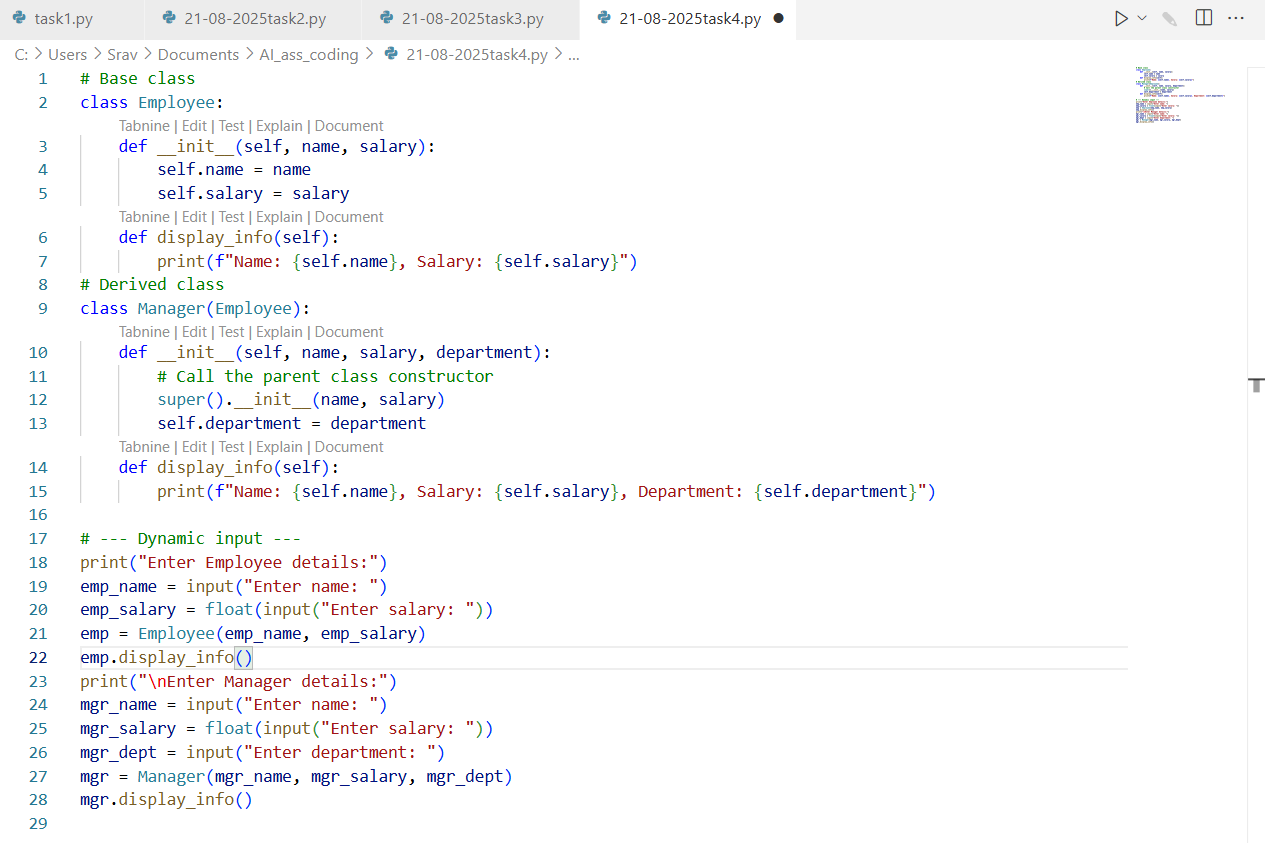 task1.py 21-08-2025task2.py 21-08-2025task3.py 21-08-2025task4.py
C: > Users > Srav > Documents > AI_ass_coding > 21-08-2025task4.py > ...
1 # Base class
2 class Employee:
Tabnine | Edit | Test | Explain | Document
3     def __init__(self, name, salary):
4         self.name = name
5         self.salary = salary
Tabnine | Edit | Test | Explain | Document
6     def display_info(self):
7         print(f"Name: {self.name}, Salary: {self.salary}")
8 # Derived class
9 class Manager(Employee):
Tabnine | Edit | Test | Explain | Document
10     def __init__(self, name, salary, department):
11         # Call the parent class constructor
12         super().__init__(name, salary)
13         self.department = department
Tabnine | Edit | Test | Explain | Document
14     def display_info(self):
15         print(f"Name: {self.name}, Salary: {self.salary}, Department: {self.department}")
16
17 # --- Dynamic input ---
18 print("Enter Employee details:")
19 emp_name = input("Enter name: ")
20 emp_salary = float(input("Enter salary: "))
21 emp = Employee(emp_name, emp_salary)
22 emp.display_info()
23 print("\nEnter Manager details:")
24 mgr_name = input("Enter name: ")
25 mgr_salary = float(input("Enter salary: "))
26 mgr_dept = input("Enter department: ")
27 mgr = Manager(mgr_name, mgr_salary, mgr_dept)
28 mgr.display_info()
29